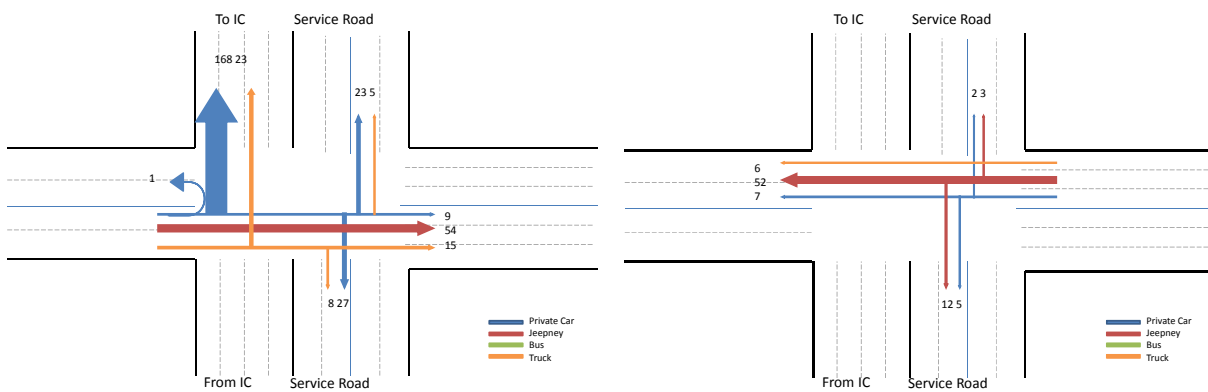 To IC Service Road
168 23
23 5
1
9
54
15
8 27
Private Car
Jeepney
Bus
Truck
From IC Service Road
To IC Service Road
2 3
6
52
7
12 5
Private Car
Jeepney
Bus
Truck
From IC Service Road